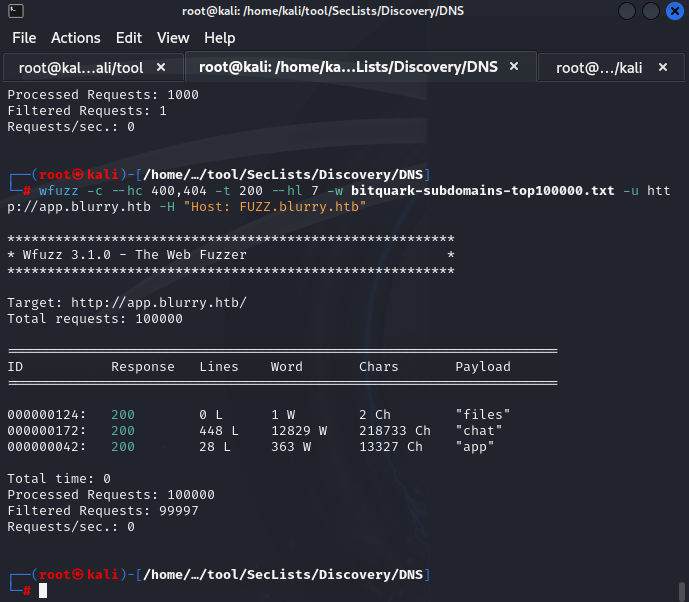 root@kali: /home/kali/tool/SecLists/Discovery/DNS
File Actions Edit View Help
root@kal…ali/tool × root@kali: /home/ka…Lists/Discovery/DNS × root@…/kali ×
Processed Requests: 1000
Filtered Requests: 1
Requests/sec.: 0
┌──(root㉿kali)-[/home/…/tool/SecLists/Discovery/DNS]
└─# wfuzz -c --hc 400,404 -t 200 --hl 7 -w bitquark-subdomains-top100000.txt -u htt
p://app.blurry.htb -H "Host: FUZZ.blurry.htb"
********************************************************
* Wfuzz 3.1.0 - The Web Fuzzer                         *
********************************************************
Target: http://app.blurry.htb/
Total requests: 100000
=====================================================================
ID           Response   Lines    Word       Chars       Payload
=====================================================================
000000124:   200        0 L      1 W        2 Ch        "files"
000000172:   200        448 L    12829 W    218733 Ch   "chat"
000000042:   200        28 L     363 W      13327 Ch    "app"
Total time: 0
Processed Requests: 100000
Filtered Requests: 99997
Requests/sec.: 0
┌──(root㉿kali)-[/home/…/tool/SecLists/Discovery/DNS]
└─#